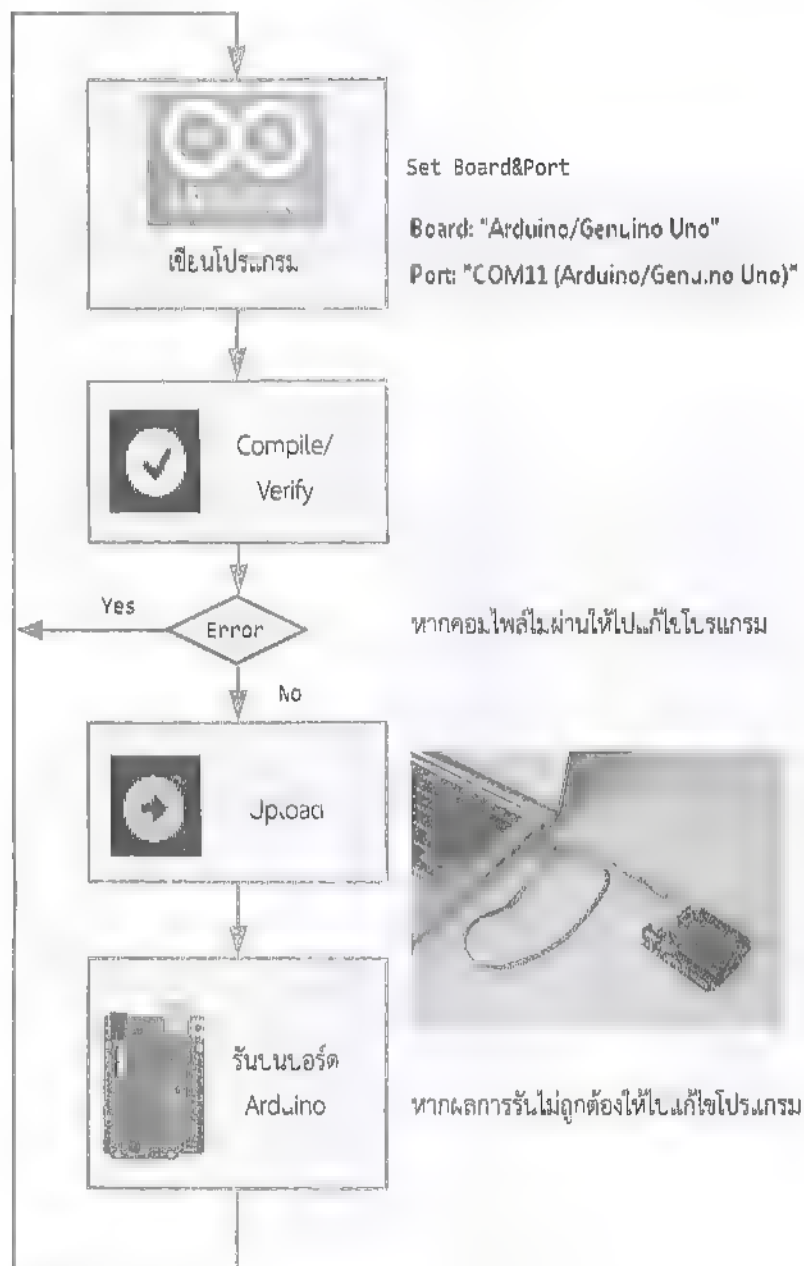 Set Board&Port
Board: "Arduino/Genuino Uno"
Port: "COM11 (Arduino/Genuino Uno)"
เขียนโปรแกรม
Compile/
Verify
Yes
Error
หากคอมไพล์ไม่ผ่านให้ไปแก้ไขโปรแกรม
No
Upload
รันบนบอร์ด
Arduino
หากผลการรันไม่ถูกต้องให้ไปแก้ไขโปรแกรม